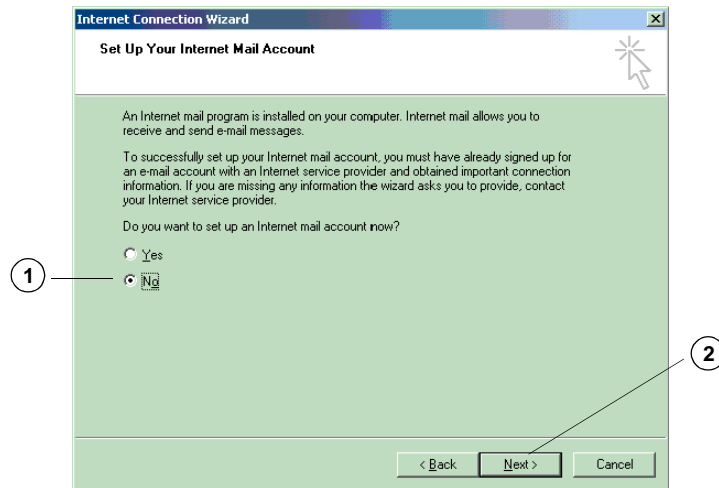 Internet Connection Wizard
Set Up Your Internet Mail Account
An Internet mail program is installed on your computer. Internet mail allows you to
receive and send e-mail messages.
To successfully set up your Internet mail account, you must have already signed up for
an e-mail account with an Internet service provider and obtained important connection
information. If you are missing any information the wizard asks you to provide, contact
your Internet service provider.
Do you want to set up an Internet mail account now?
Yes
1
No
2
< Back Next > Cancel